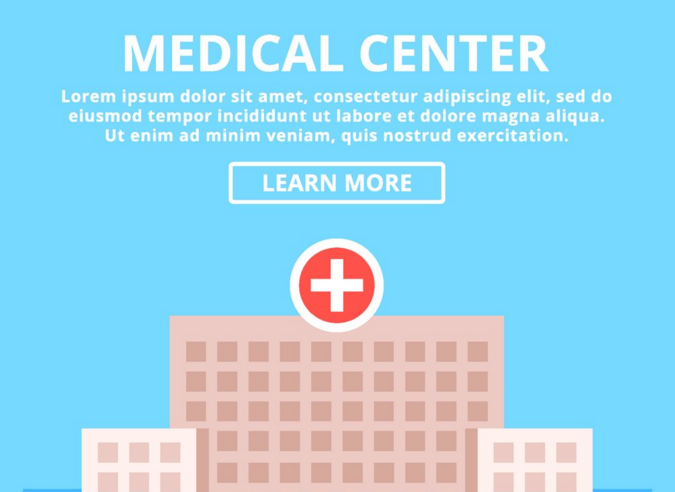 MEDICAL CENTER
Lorem ipsum dolor sit amet, consectetur adipiscing elit, sed do
eiusmod tempor incididunt ut labore et dolore magna aliqua.
Ut enim ad minim veniam, quis nostrud exercitation.
LEARN MORE